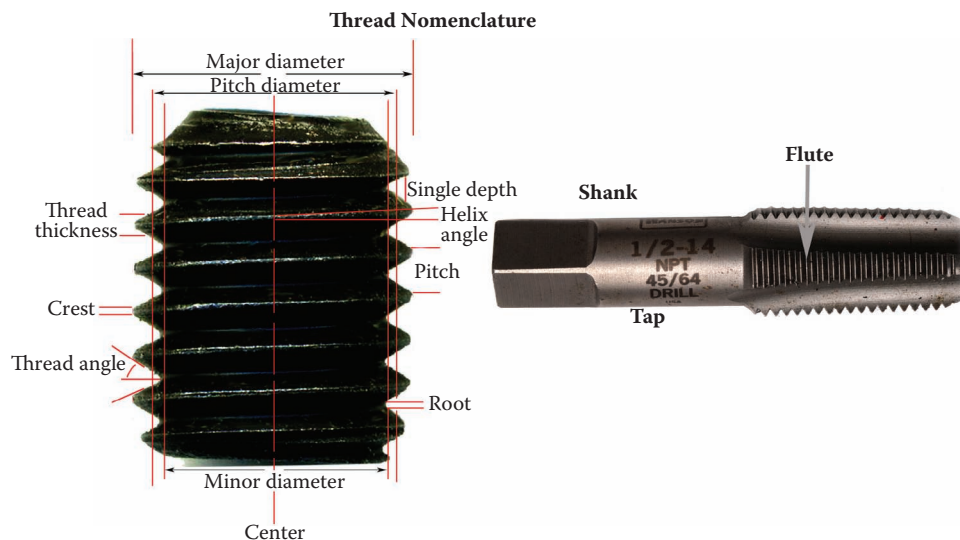 Thread Nomenclature
Major diameter
Pitch diameter
Single depth
Thread
thickness
Helix
angle
Pitch
Crest
Thread angle
Root
Minor diameter
Center
Flute
Shank
1/2-14
NPT
45/64
DRILL
USA
Tap